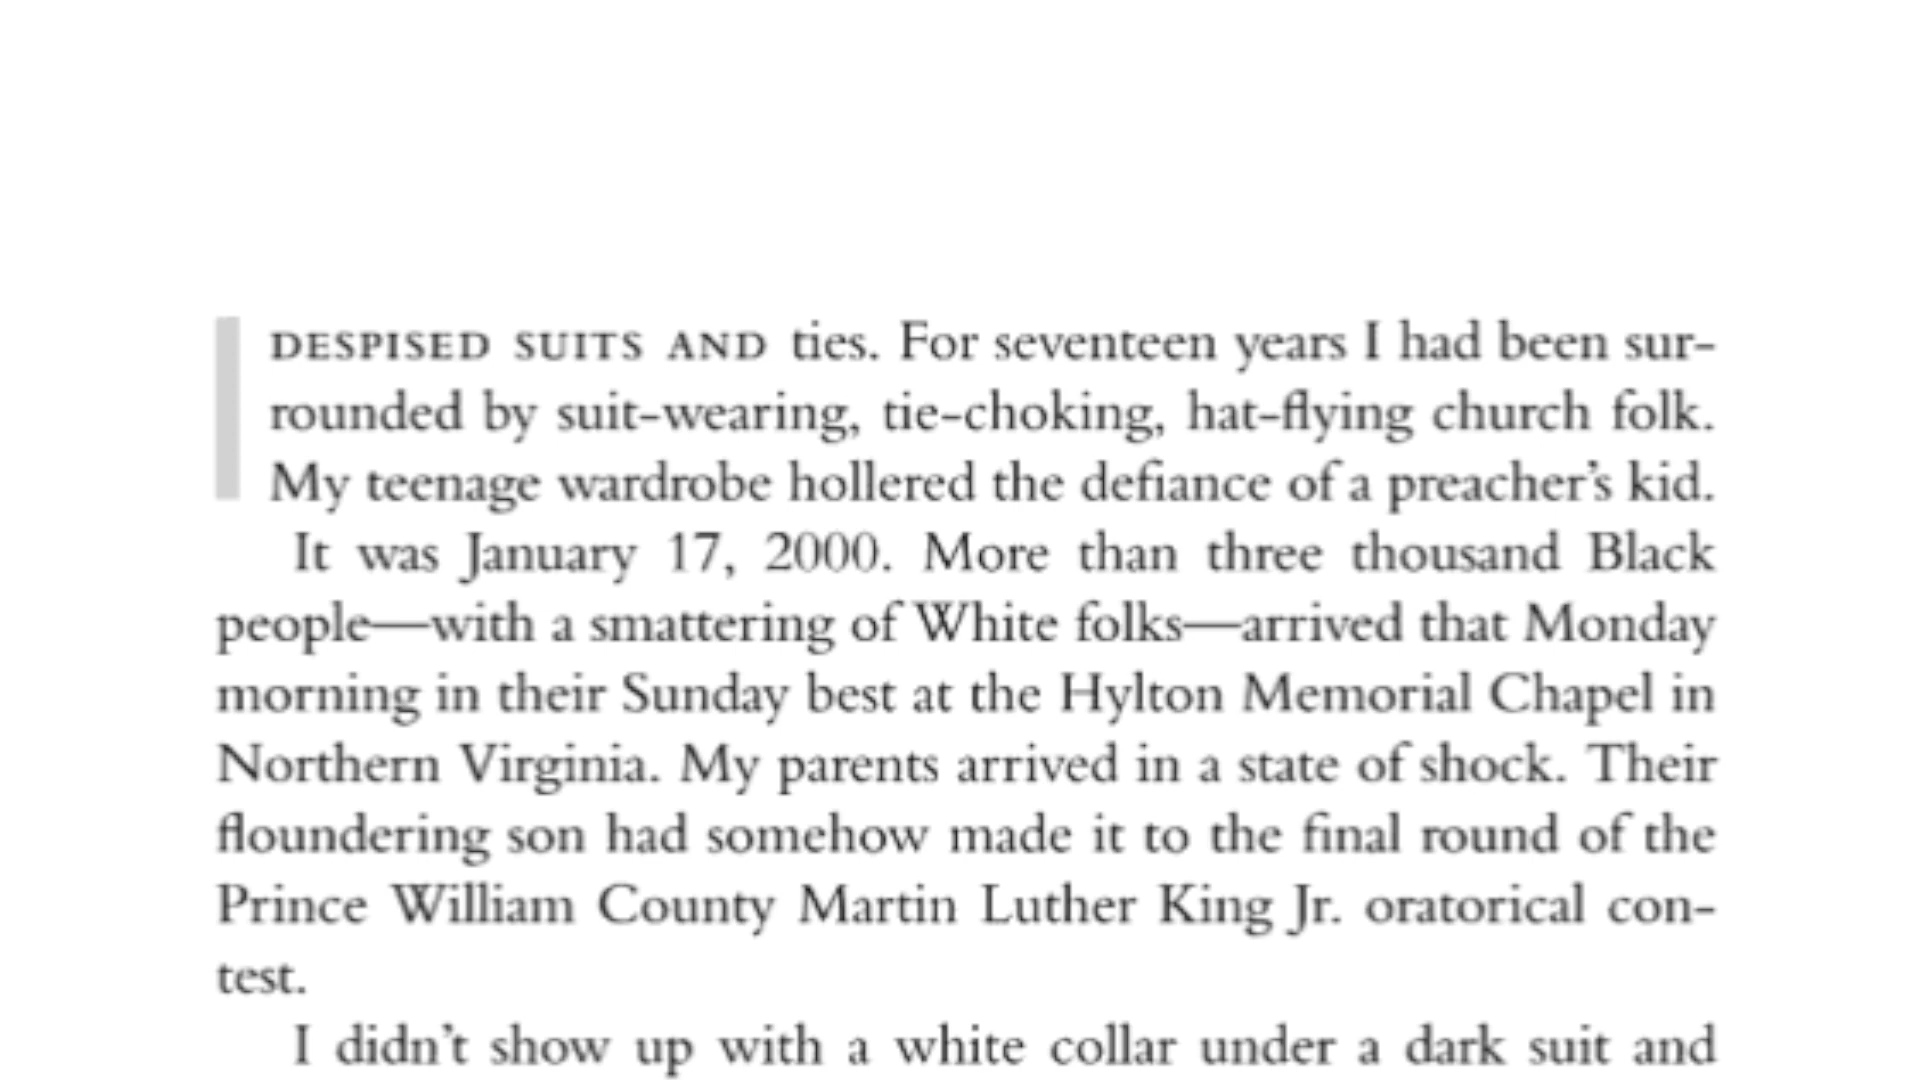 I DESPISED SUITS AND ties. For seventeen years I had been sur-
rounded by suit-wearing, tie-choking, hat-flying church folk.
My teenage wardrobe hollered the defiance of a preacher’s kid.
It was January 17, 2000. More than three thousand Black
people—with a smattering of White folks—arrived that Monday
morning in their Sunday best at the Hylton Memorial Chapel in
Northern Virginia. My parents arrived in a state of shock. Their
floundering son had somehow made it to the final round of the
Prince William County Martin Luther King Jr. oratorical con-
test.
I didn’t show up with a white collar under a dark suit and